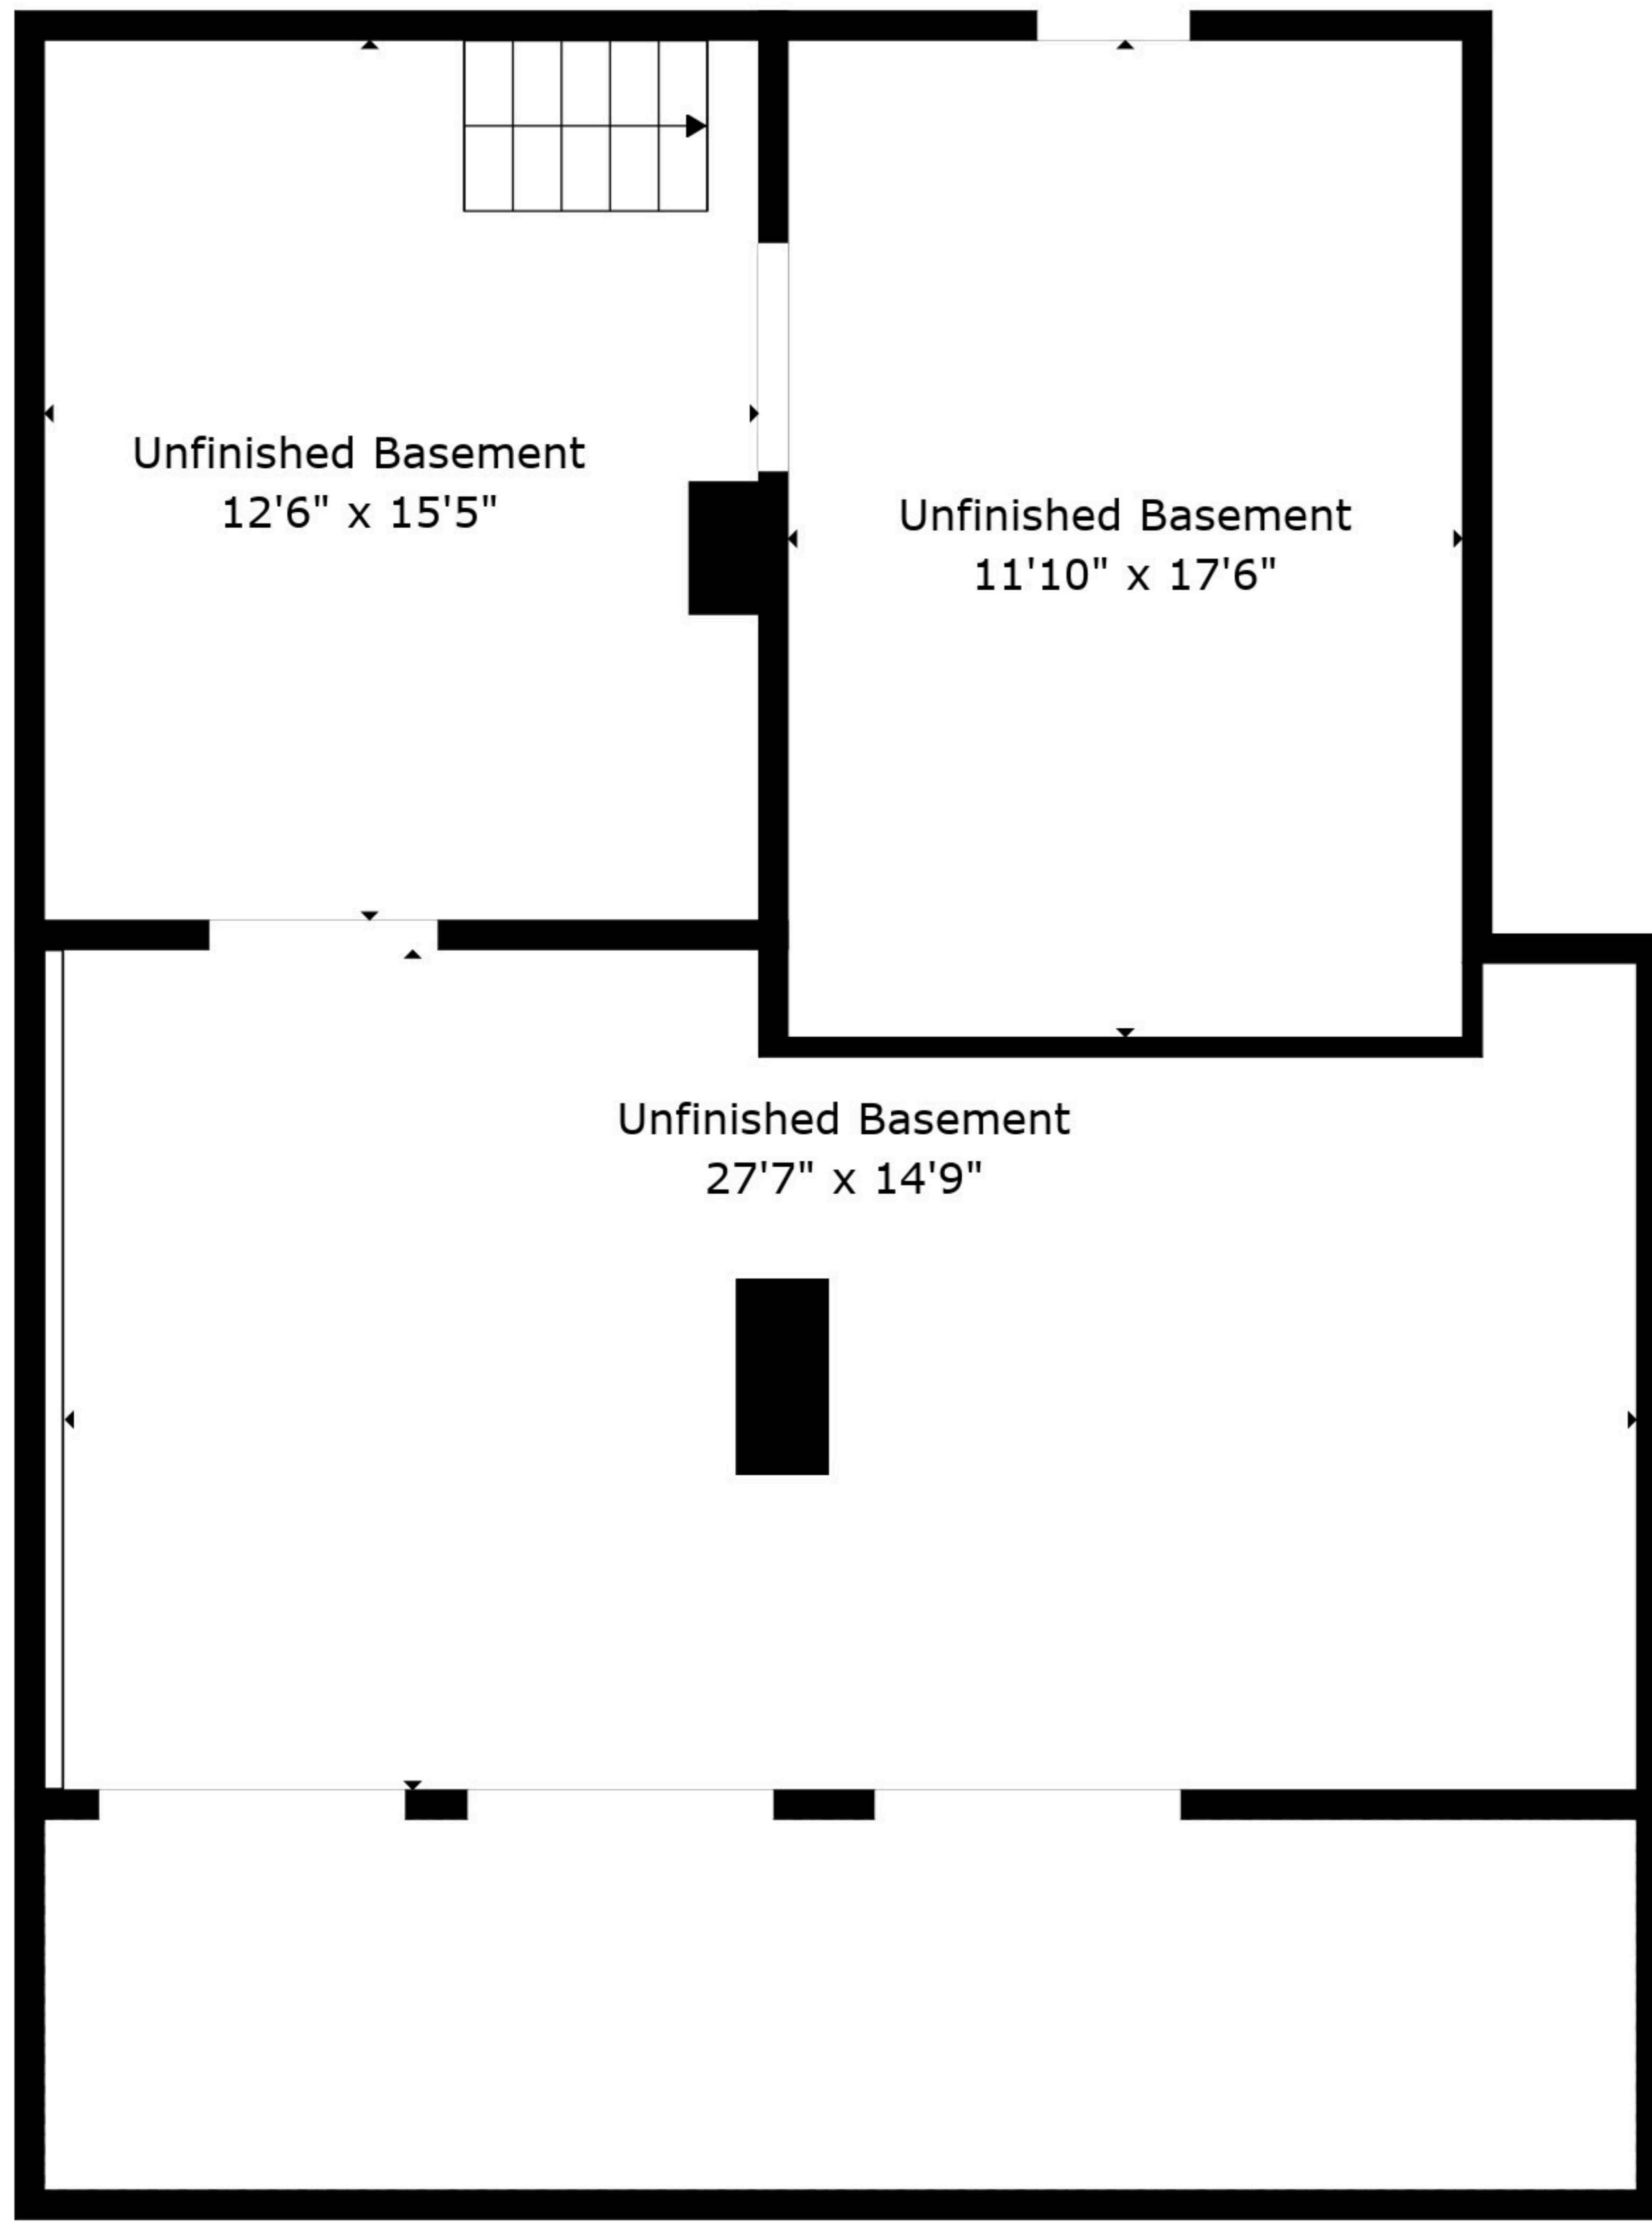 Unfinished Basement
12'6" x 15'5"
Unfinished Basement
11'10" x 17'6"
Unfinished Basement
27'7" x 14'9"